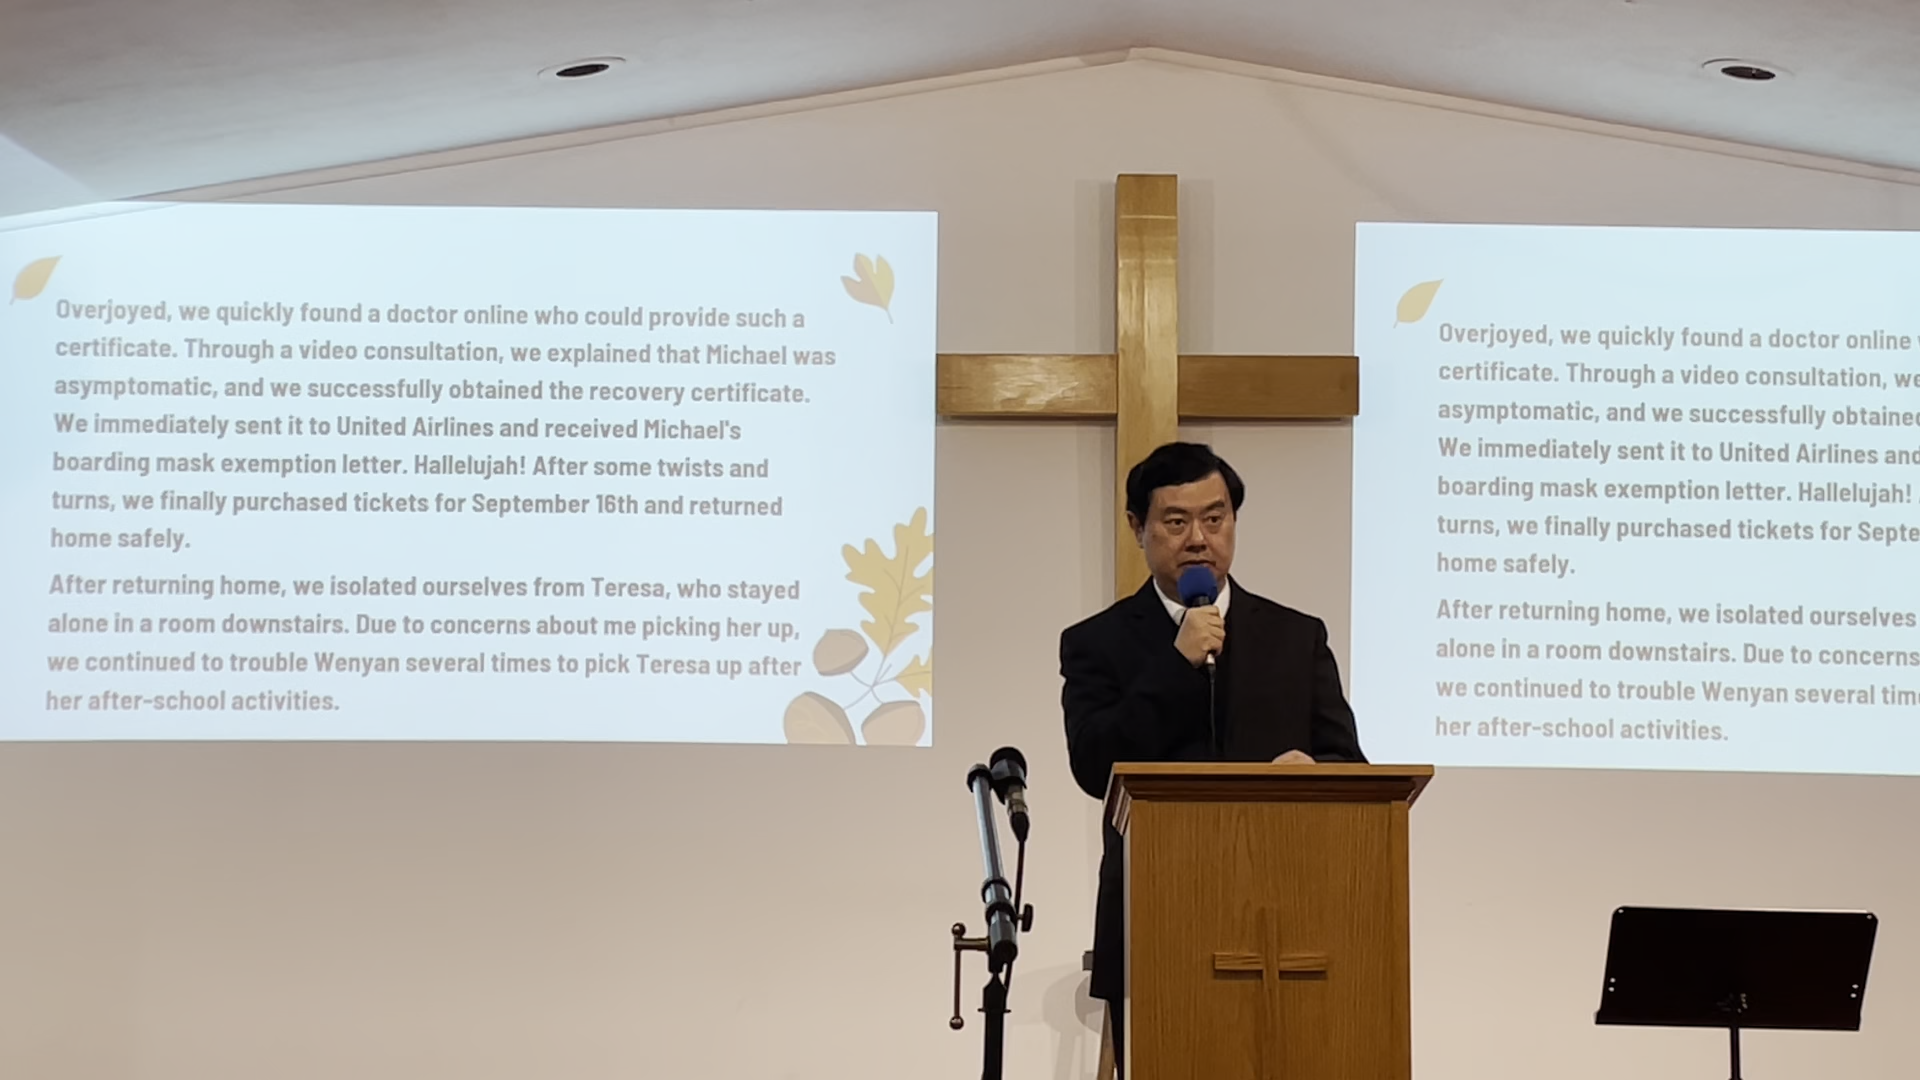 Overjoyed, we quickly found a doctor online who could provide such a
certificate. Through a video consultation, we explained that Michael was
asymptomatic, and we successfully obtained the recovery certificate.
We immediately sent it to United Airlines and received Michael's
boarding mask exemption letter. Hallelujah! After some twists and
turns, we finally purchased tickets for September 16th and returned
home safely.
After returning home, we isolated ourselves from Teresa, who stayed
alone in a room downstairs. Due to concerns about me picking her up,
we continued to trouble Wenyan several times to pick Teresa up after
her after-school activities.
Overjoyed, we quickly found a doctor online
certificate. Through a video consultation, we
asymptomatic, and we successfully obtained
We immediately sent it to United Airlines and
boarding mask exemption letter. Hallelujah!
turns, we finally purchased tickets for Septe
home safely.
After returning home, we isolated ourselves
alone in a room downstairs. Due to concerns
we continued to trouble Wenyan several time
her after-school activities.